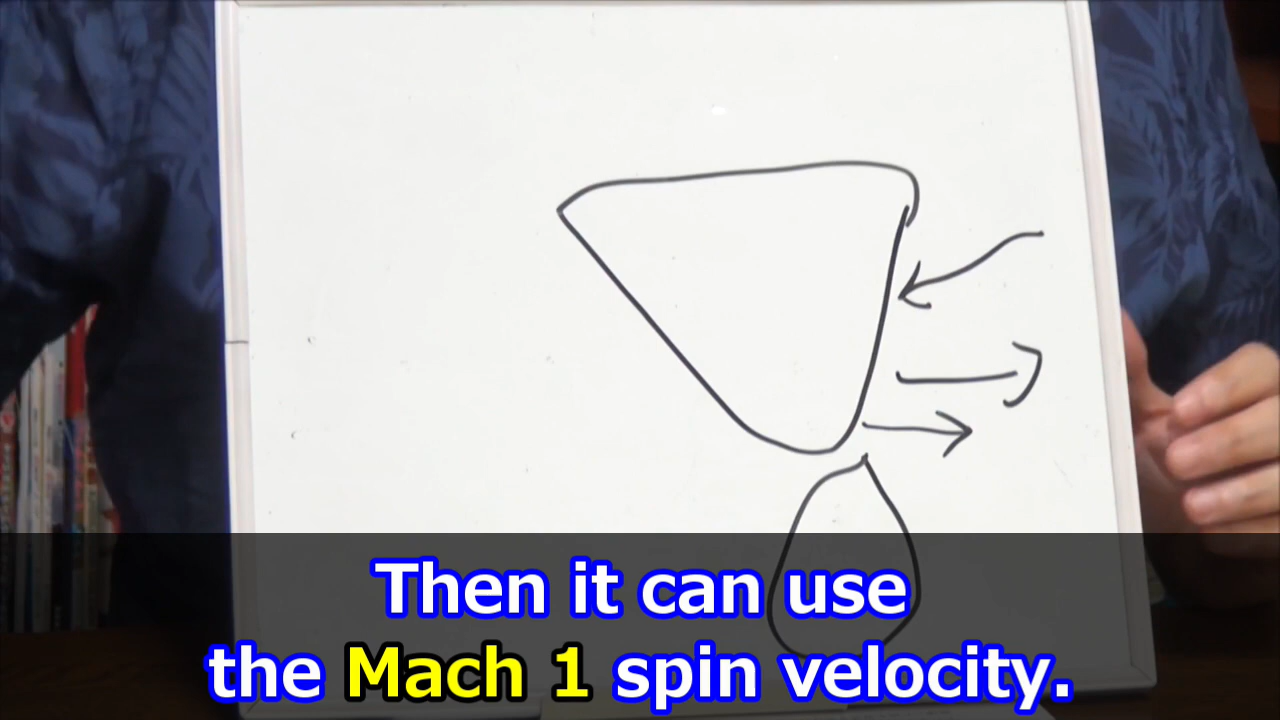 Then it can use
the Mach 1 spin velocity.